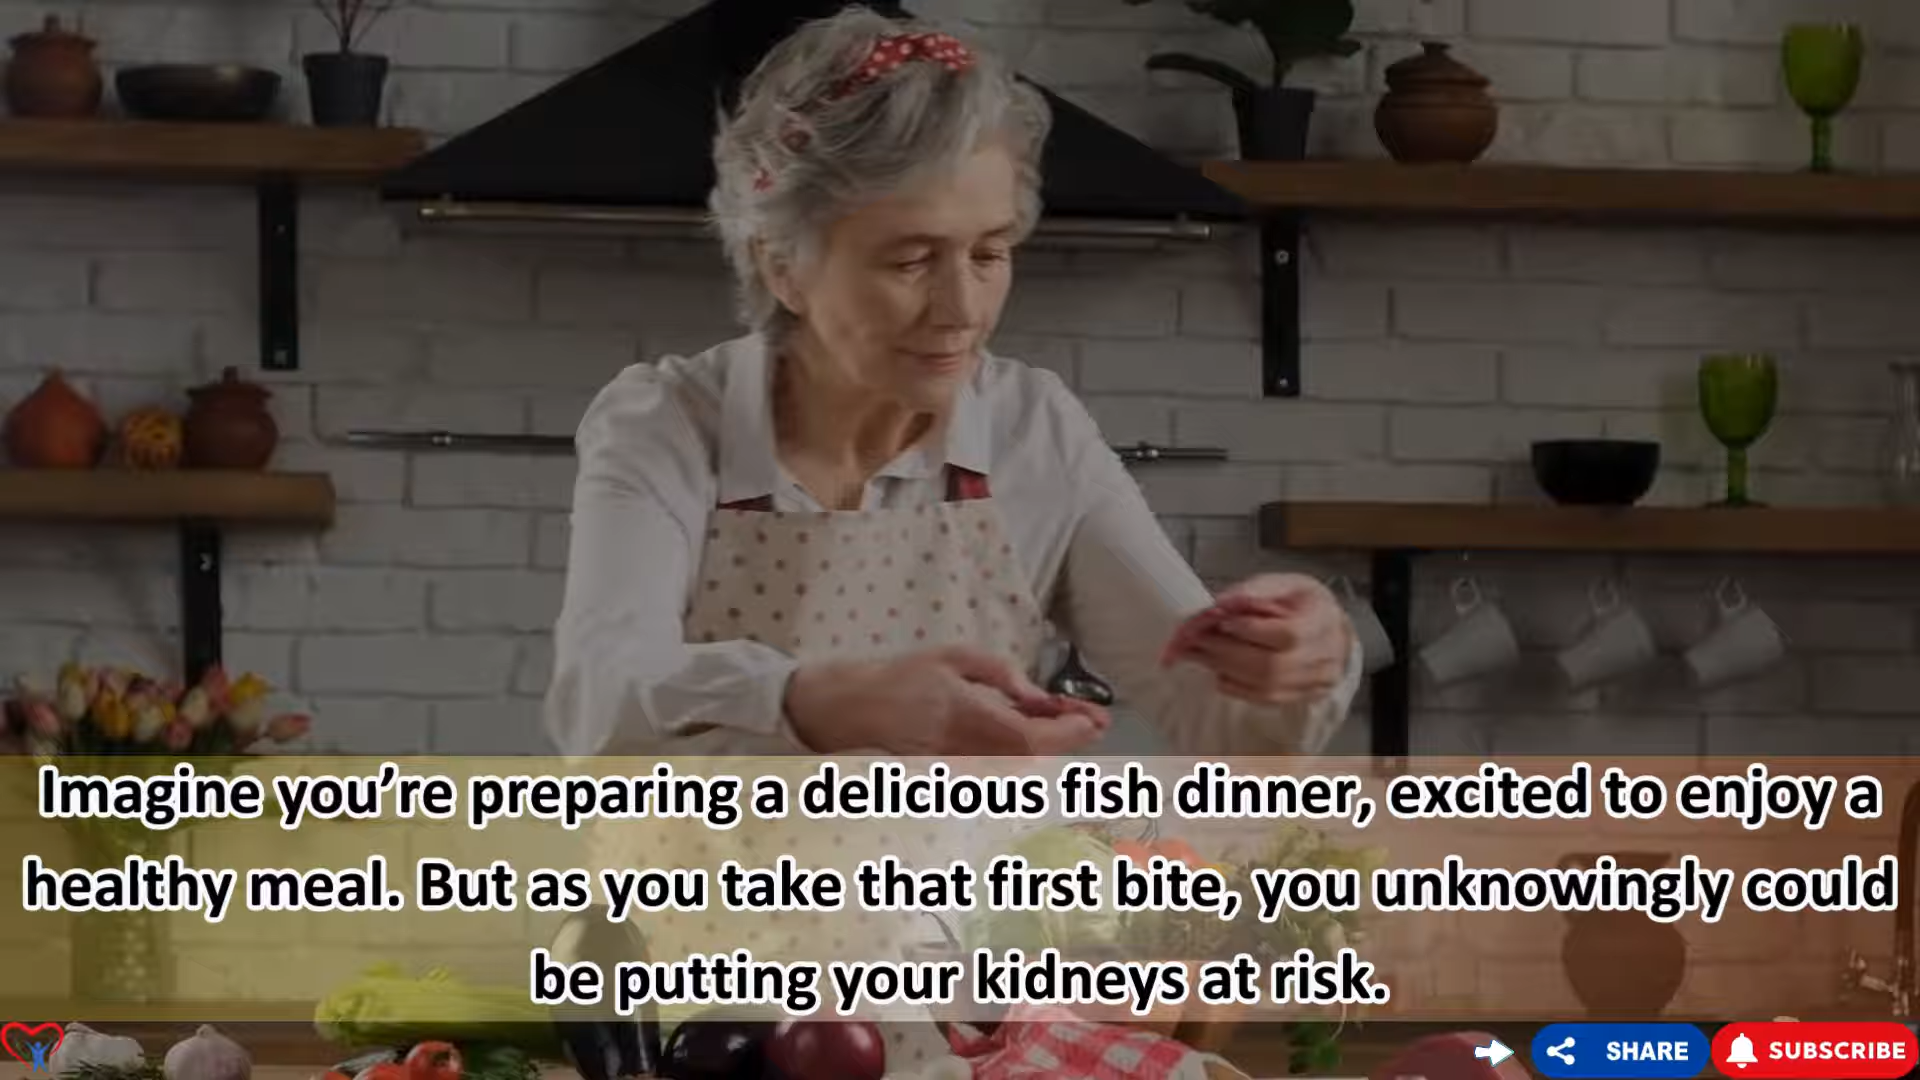 Imagine you’re preparing a delicious fish dinner, excited to enjoy a
healthy meal. But as you take that first bite, you unknowingly could
be putting your kidneys at risk.
SHARE
SUBSCRIBE